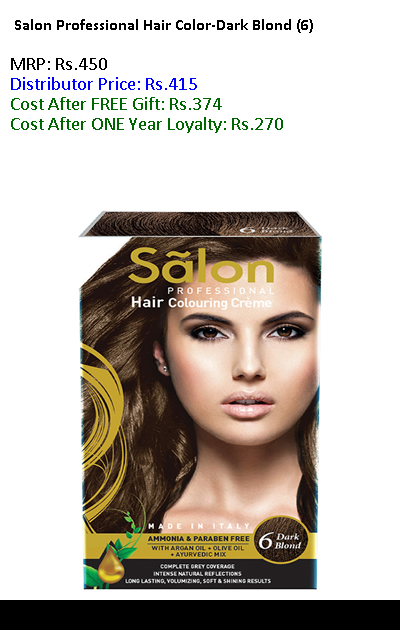 Salon Professional Hair Color-Dark Blond (6)
MRP: Rs.450
Distributor Price: Rs.415
Cost After FREE Gift: Rs.374
Cost After ONE Year Loyalty: Rs.270
6 Dark
Blond
Sãlon
PROFESSIONAL
Hair Colouring Crème
MADE IN ITALY
AMMONIA & PARABEN FREE
WITH ARGAN OIL + OLIVE OIL
+ AYURVEDIC MIX
6 Dark
Blond
COMPLETE GREY COVERAGE
INTENSE NATURAL REFLECTIONS
LONG LASTING, VOLUMIZING, SOFT & SHINING RESULTS